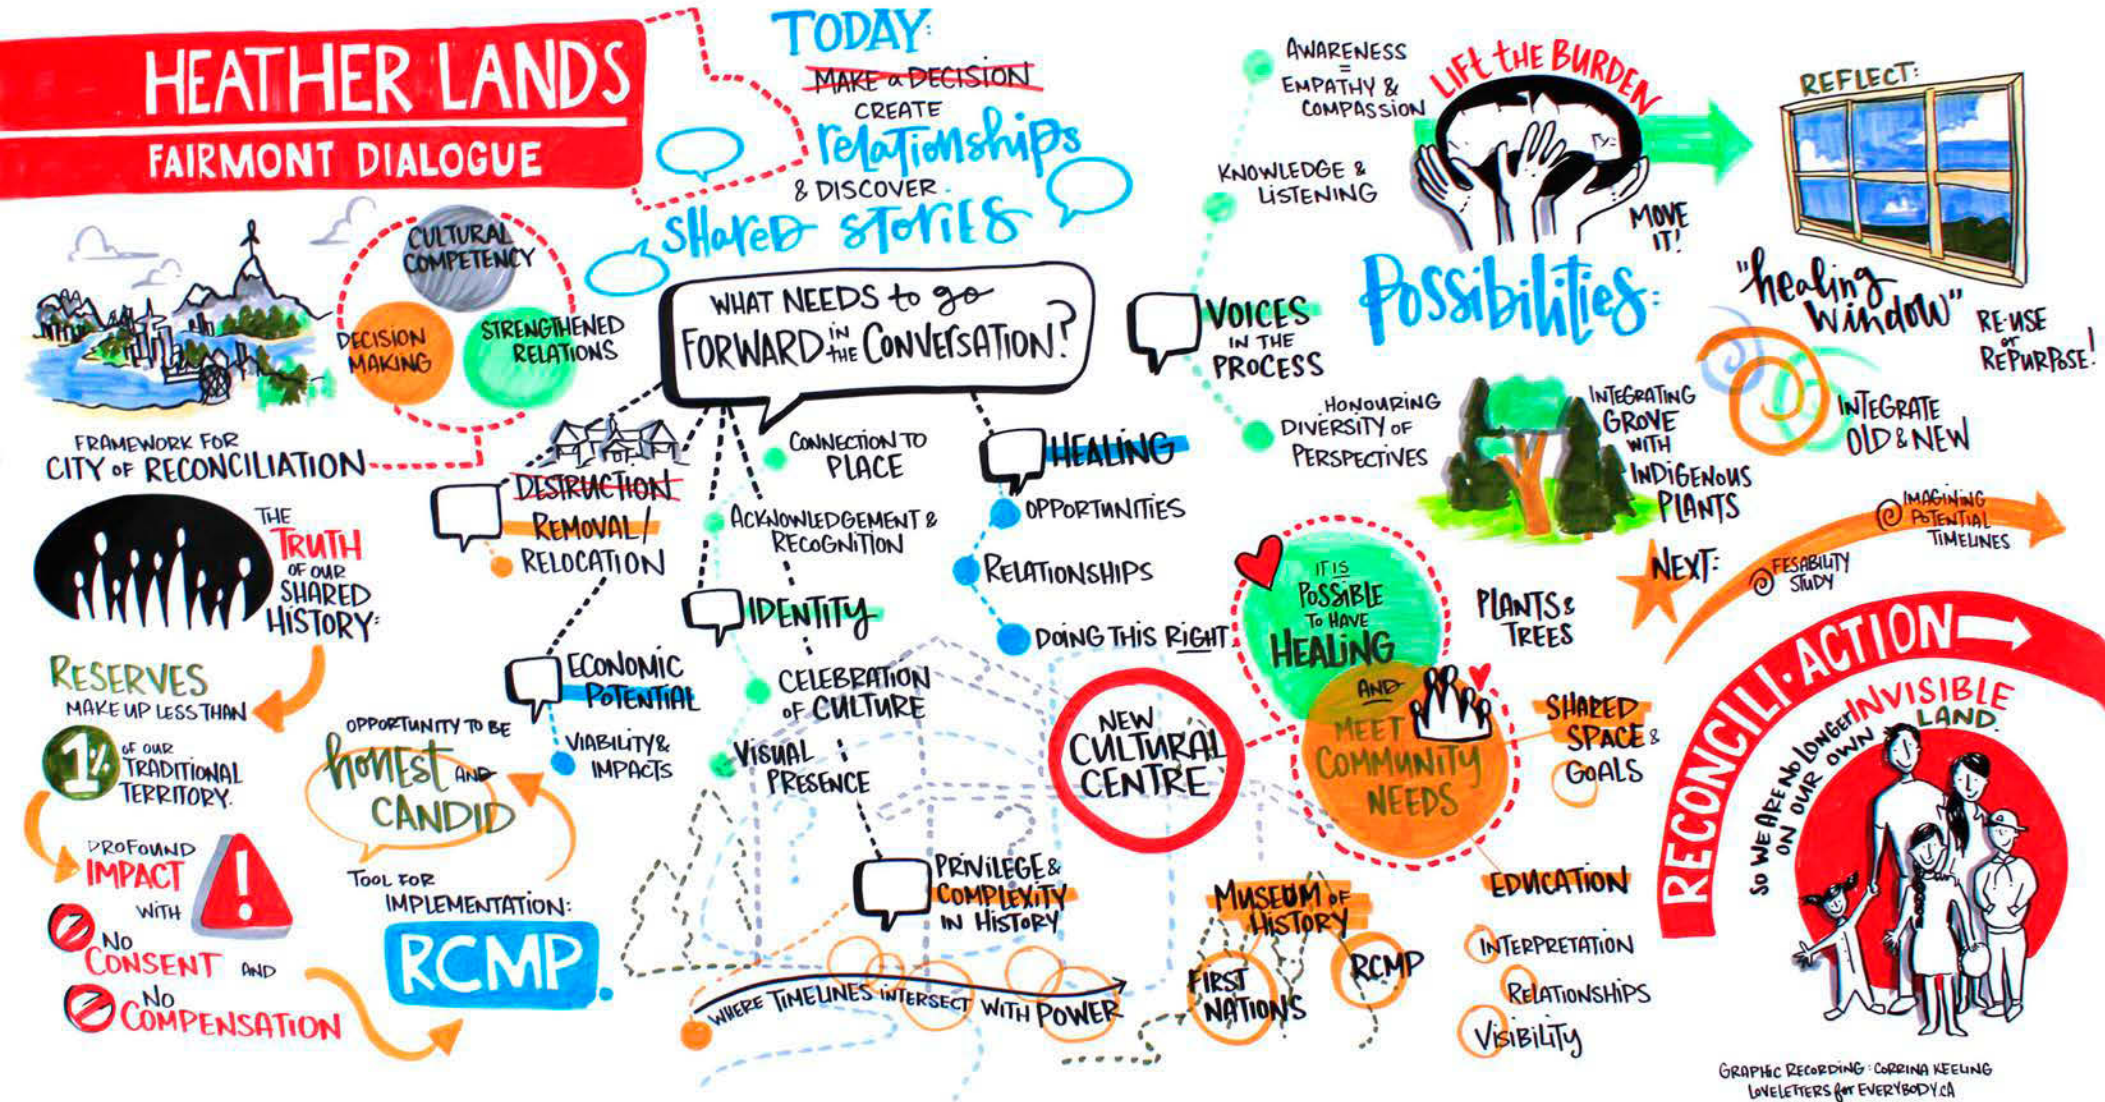 HEATHER LANDS
FAIRMONT DIALOGUE
TODAY:
MAKE a DECISION
CREATE
relationships
& DISCOVER
SHARED STORIES
CULTURAL
COMPETENCY
DECISION
MAKING
STRENGTHENED
RELATIONS
FRAMEWORK FOR
CITY OF RECONCILIATION
THE
TRUTH
OF OUR
SHARED
HISTORY:
RESERVES
MAKE UP LESS THAN
1%
OF OUR
TRADITIONAL
TERRITORY.
PROFOUND
IMPACT
WITH
NO
CONSENT AND
NO
COMPENSATION
OPPORTUNITY TO BE
honest AND
CANDID
TOOL FOR
IMPLEMENTATION:
RCMP.
WHAT NEEDS to go
FORWARD IN THE CONVERSATION?
DESTRUCTION
REMOVAL/
RELOCATION
ECONOMIC
POTENTIAL
VIABILITY &
IMPACTS
CONNECTION TO
PLACE
ACKNOWLEDGEMENT &
RECOGNITION
IDENTITY
CELEBRATION
OF CULTURE
VISUAL
PRESENCE
PRIVILEGE &
COMPLEXITY
IN HISTORY
WHERE TIMELINES INTERSECT WITH POWER
HEALING
OPPORTUNITIES
RELATIONSHIPS
DOING THIS RIGHT
AWARENESS
=
EMPATHY &
COMPASSION
KNOWLEDGE &
LISTENING
VOICES
IN THE
PROCESS
HONOURING
DIVERSITY OF
PERSPECTIVES
LIFT THE BURDEN
MOVE
IT!
Possibilities:
REFLECT:
"healing
window"
RE-USE
or
REPURPOSE!
INTEGRATING
GROVE
WITH
INDIGENOUS
PLANTS
INTEGRATE
OLD & NEW
NEXT:
FESABILITY
STUDY
IMAGINING
POTENTIAL
TIMELINES
IT IS
POSSIBLE
TO HAVE
HEALING
AND
MEET
COMMUNITY
NEEDS
NEW
CULTURAL
CENTRE
PLANTS &
TREES
SHARED
SPACE &
GOALS
EDUCATION
INTERPRETATION
RELATIONSHIPS
VISIBILITY
MUSEUM OF
HISTORY
FIRST
NATIONS
RCMP
RECONCILI·ACTION
SO WE ARE NO LONGER INVISIBLE
ON OUR OWN LAND.
GRAPHIC RECORDING: CORRINA KEELING
LOVELETTERS for EVERYBODY.CA